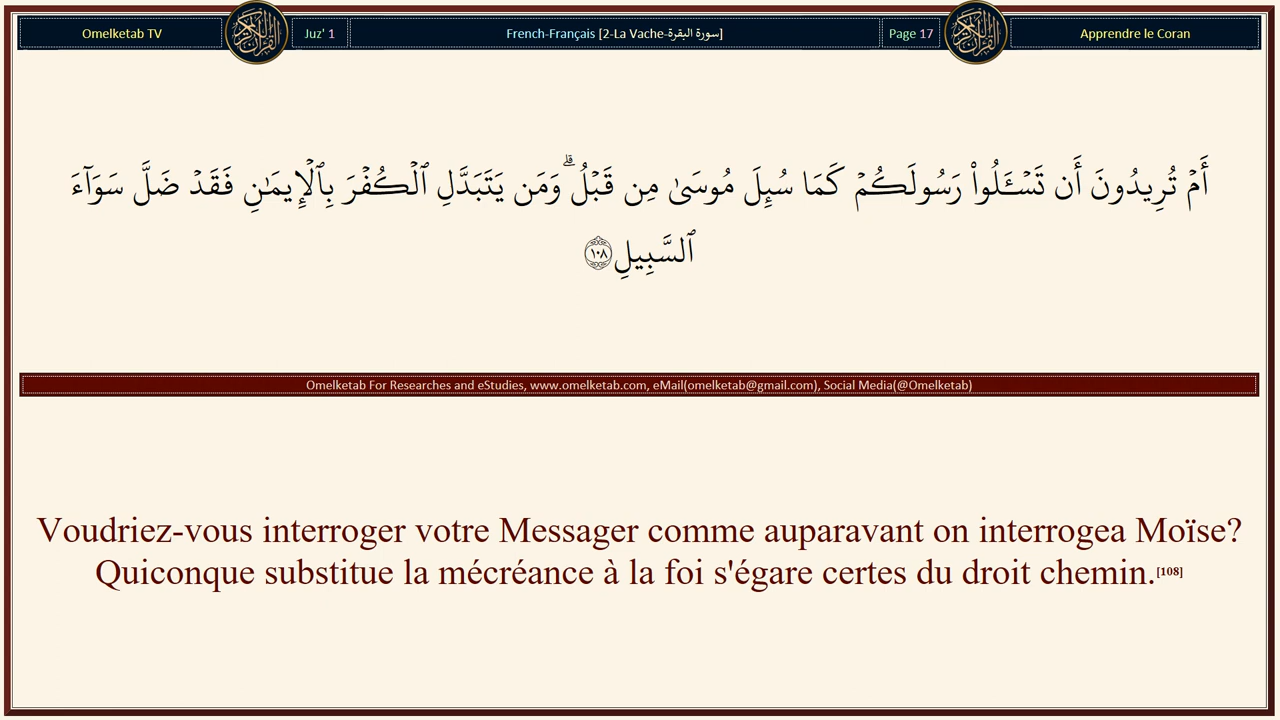 Omelketab TV
Juz' 1
French-Français [2-La Vache-سورة البقرة]
Page 17
Apprendre le Coran
أَمۡ تُرِيدُونَ أَن تَسۡـَٔلُواْ رَسُولَكُمۡ كَمَا سُئِلَ مُوسَىٰ مِن قَبۡلُۗ وَمَن يَتَبَدَّلِ ٱلۡكُفۡرَ بِٱلۡإِيمَٰنِ فَقَدۡ ضَلَّ سَوَآءَ
ٱلسَّبِيلِ ١٠٨
Omelketab For Researches and eStudies, www.omelketab.com, eMail(omelketab@gmail.com), Social Media(@Omelketab)
Voudriez-vous interroger votre Messager comme auparavant on interrogea Moïse?
Quiconque substitue la mécréance à la foi s'égare certes du droit chemin.[108]